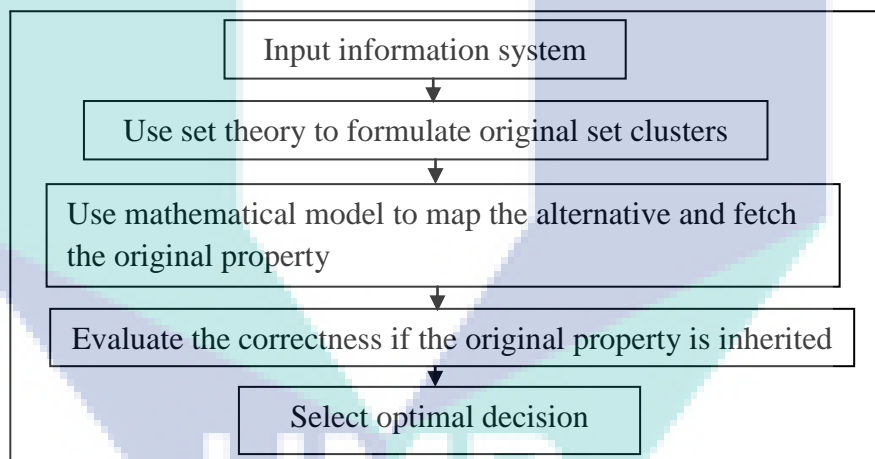 Input information system
Use set theory to formulate original set clusters
Use mathematical model to map the alternative and fetch
the original property
Evaluate the correctness if the original property is inherited
Select optimal decision